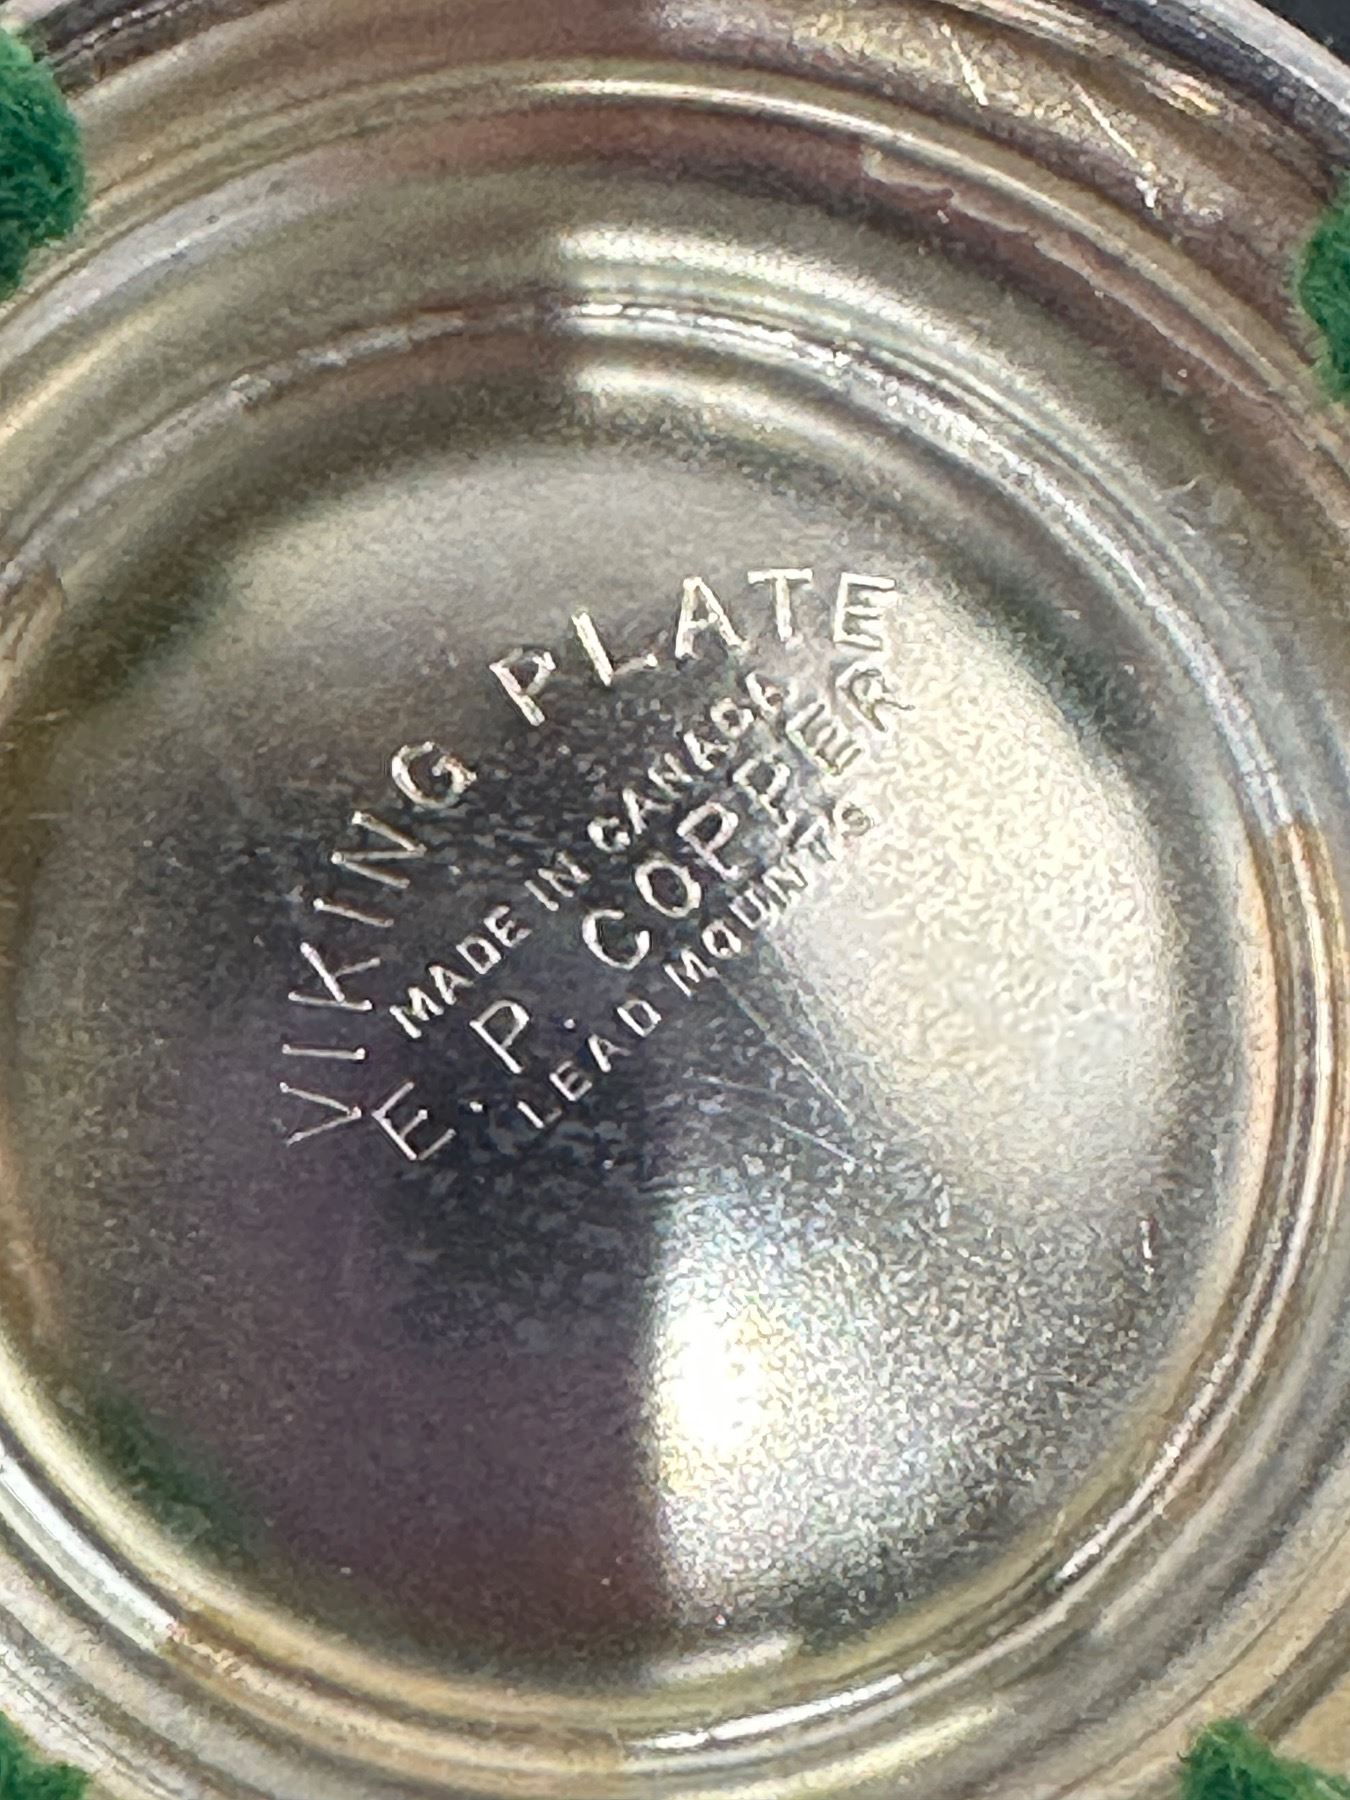 VIKING PLATE
MADE IN CANADA
E.P. COPPER
LEAD MOUNTS